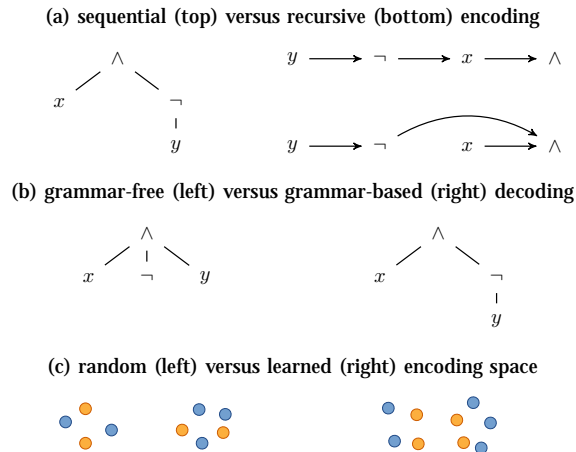 (a) sequential (top) versus recursive (bottom) encoding
∧
x
¬
y
y ¬ x ∧
y ¬ x ∧
(b) grammar-free (left) versus grammar-based (right) decoding
∧ ∧
x ¬ y x ¬
y
(c) random (left) versus learned (right) encoding space